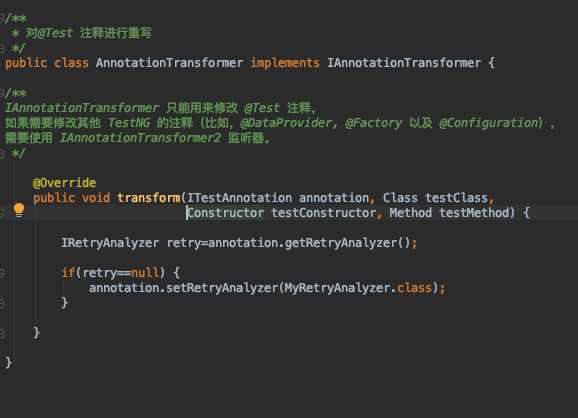 /**
 * 对@Test 注释进行重写
 */
public class AnnotationTransformer implements IAnnotationTransformer {
/**
IAnnotationTransformer 只能用来修改 @Test 注释,
如果需要修改其他 TestNG 的注释（比如，@DataProvider, @Factory 以及 @Configuration），
需要使用 IAnnotationTransformer2 监听器。
 */
    @Override
    public void transform(ITestAnnotation annotation, Class testClass,
                          Constructor testConstructor, Method testMethod) {
        IRetryAnalyzer retry=annotation.getRetryAnalyzer();
        if(retry==null) {
            annotation.setRetryAnalyzer(MyRetryAnalyzer.class);
        }
    }
}